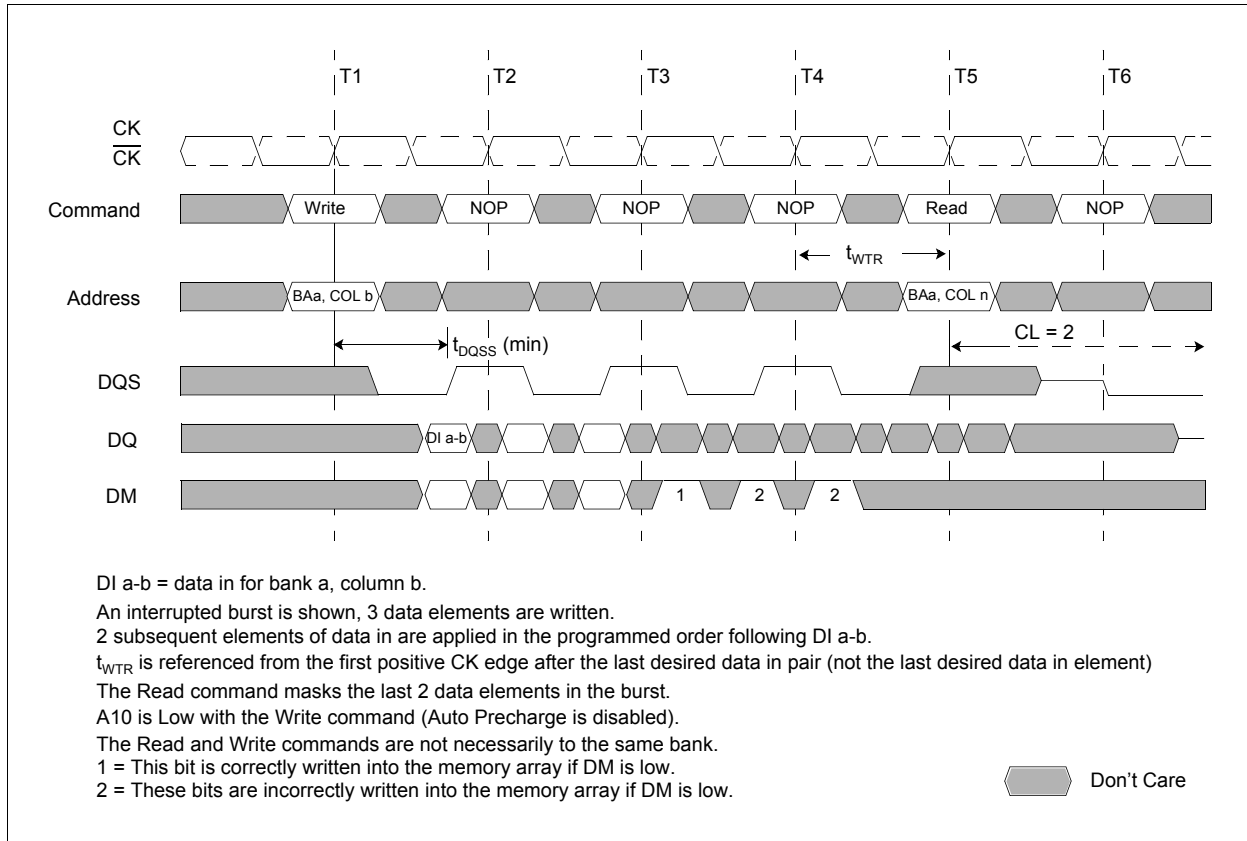 T1 T2 T3 T4 T5 T6
CK
CK
Command Write NOP NOP NOP Read NOP
tWTR
Address BAa, COL b BAa, COL n
tDQSS (min) CL = 2
DQS
DQ DI a-b
DM 1 2 2
DI a-b = data in for bank a, column b.
An interrupted burst is shown, 3 data elements are written.
2 subsequent elements of data in are applied in the programmed order following DI a-b.
tWTR is referenced from the first positive CK edge after the last desired data in pair (not the last desired data in element)
The Read command masks the last 2 data elements in the burst.
A10 is Low with the Write command (Auto Precharge is disabled).
The Read and Write commands are not necessarily to the same bank.
1 = This bit is correctly written into the memory array if DM is low.
2 = These bits are incorrectly written into the memory array if DM is low.
Don't Care